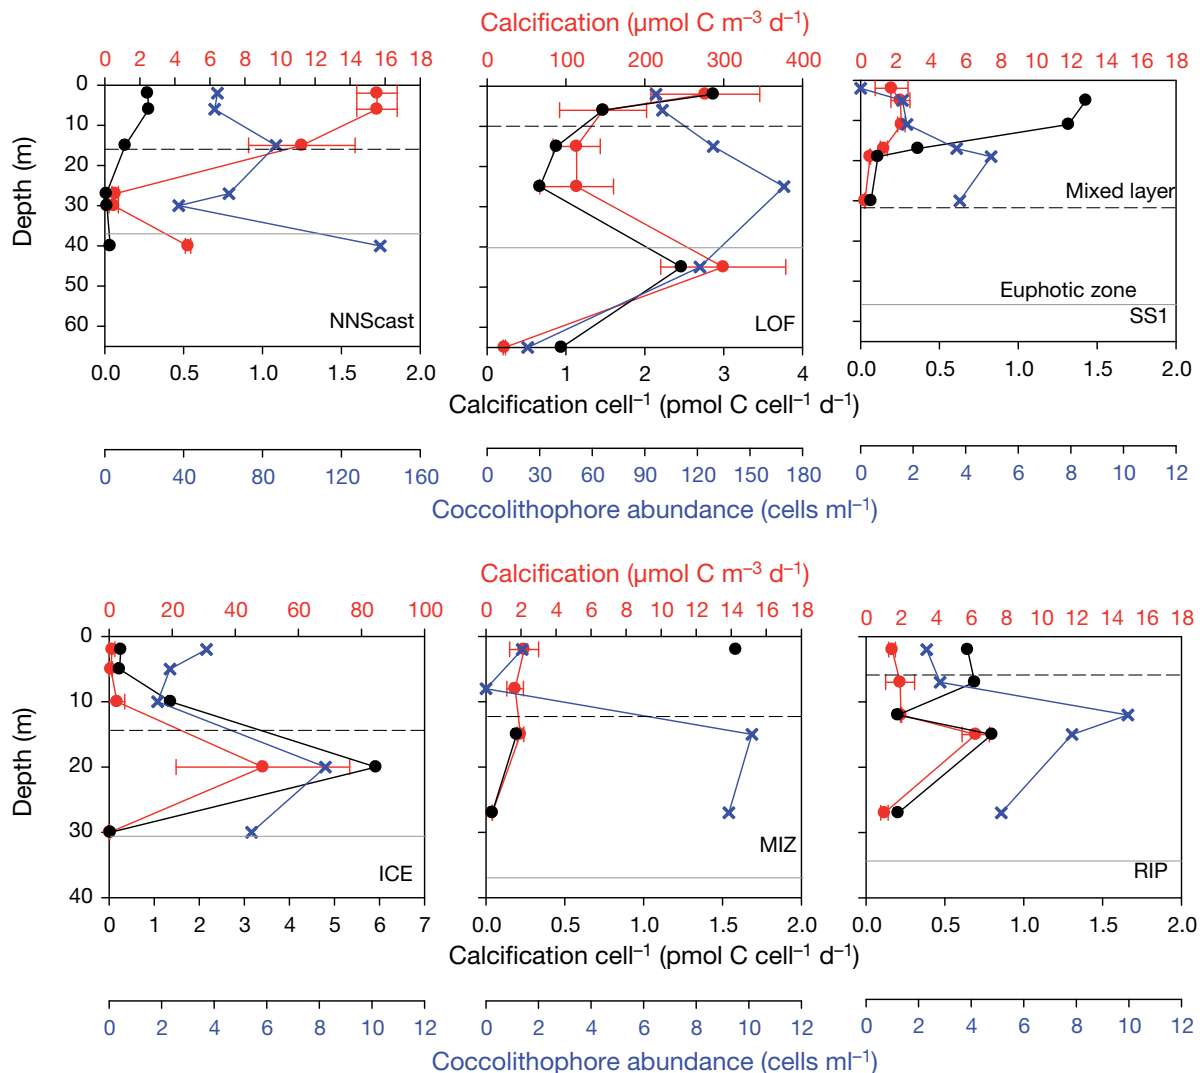 Calcification (µmol C m⁻³ d⁻¹)
0 2 4 6 8 10 12 14 16 18
0 100 200 300 400
0 2 4 6 8 10 12 14 16 18
Depth (m)
0
10
20
30
40
50
60
Mixed layer
Euphotic zone
NNScast
LOF
SS1
0.0 0.5 1.0 1.5 2.0
0 1 2 3 4
0.0 0.5 1.0 1.5 2.0
Calcification cell⁻¹ (pmol C cell⁻¹ d⁻¹)
0 40 80 120 160
0 30 60 90 120 150 180
0 2 4 6 8 10 12
Coccolithophore abundance (cells ml⁻¹)
Calcification (µmol C m⁻³ d⁻¹)
0 20 40 60 80 100
0 2 4 6 8 10 12 14 16 18
0 2 4 6 8 10 12 14 16 18
Depth (m)
0
10
20
30
40
ICE
MIZ
RIP
0 1 2 3 4 5 6 7
0.0 0.5 1.0 1.5 2.0
0.0 0.5 1.0 1.5 2.0
Calcification cell⁻¹ (pmol C cell⁻¹ d⁻¹)
0 2 4 6 8 10 12
0 2 4 6 8 10 12
0 2 4 6 8 10 12
Coccolithophore abundance (cells ml⁻¹)